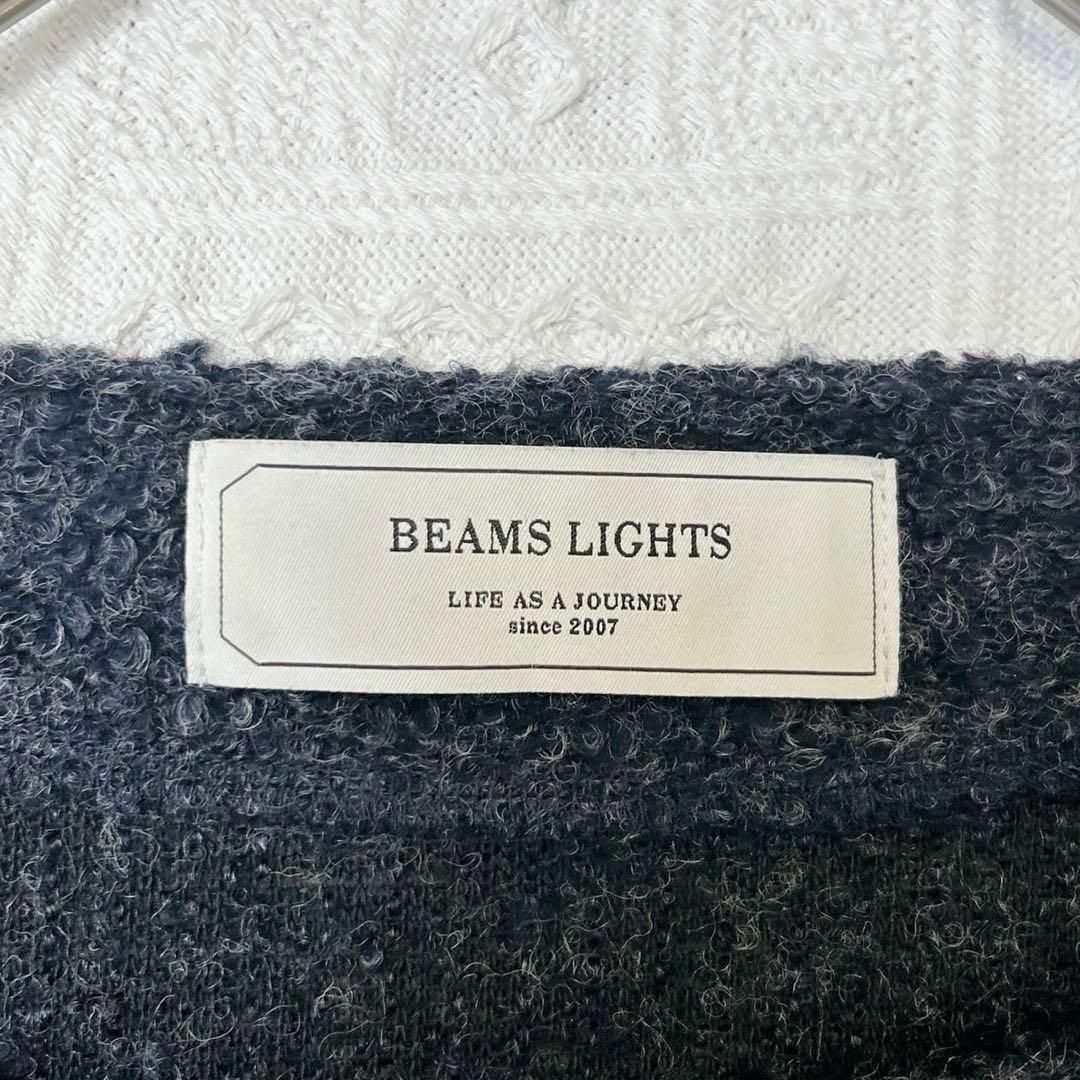 BEAMS LIGHTS
LIFE AS A JOURNEY
since 2007